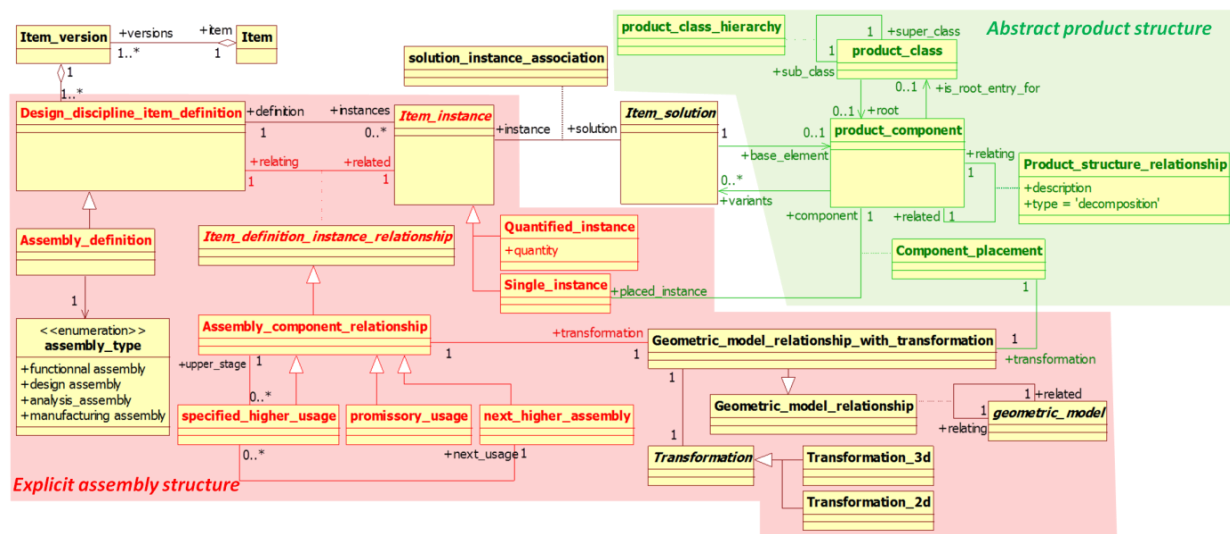 Item_version
+versions
1..*
+item
1
Item
product_class_hierarchy
1
+super_class
1
product_class
+sub_class
Abstract product structure
solution_instance_association
1
1..*
0..1
+is_root_entry_for
Design_discipline_item_definition
+definition
1
+instances
0..*
Item_instance
+instance
+solution
Item_solution
1
+base_element
0..1
+root
0..1
product_component
+relating
1
Product_structure_relationship
+description
+type = 'decomposition'
+relating
1
+related
1
0..*
+variants
+component
1
+related
1
Assembly_definition
Item_definition_instance_relationship
Quantified_instance
+quantity
Component_placement
1
Single_instance
+placed_instance
1
<<enumeration>>
assembly_type
+functionnal assembly
+design assembly
+analysis_assembly
+manufacturing assembly
Assembly_component_relationship
+transformation
1
1
Geometric_model_relationship_with_transformation
1
+transformation
+upper_stage
1
0..*
1
specified_higher_usage
promissory_usage
next_higher_assembly
Geometric_model_relationship
1
+related
1
+relating
geometric_model
0..*
+next_usage
1
1
Transformation
Transformation_3d
Transformation_2d
Explicit assembly structure